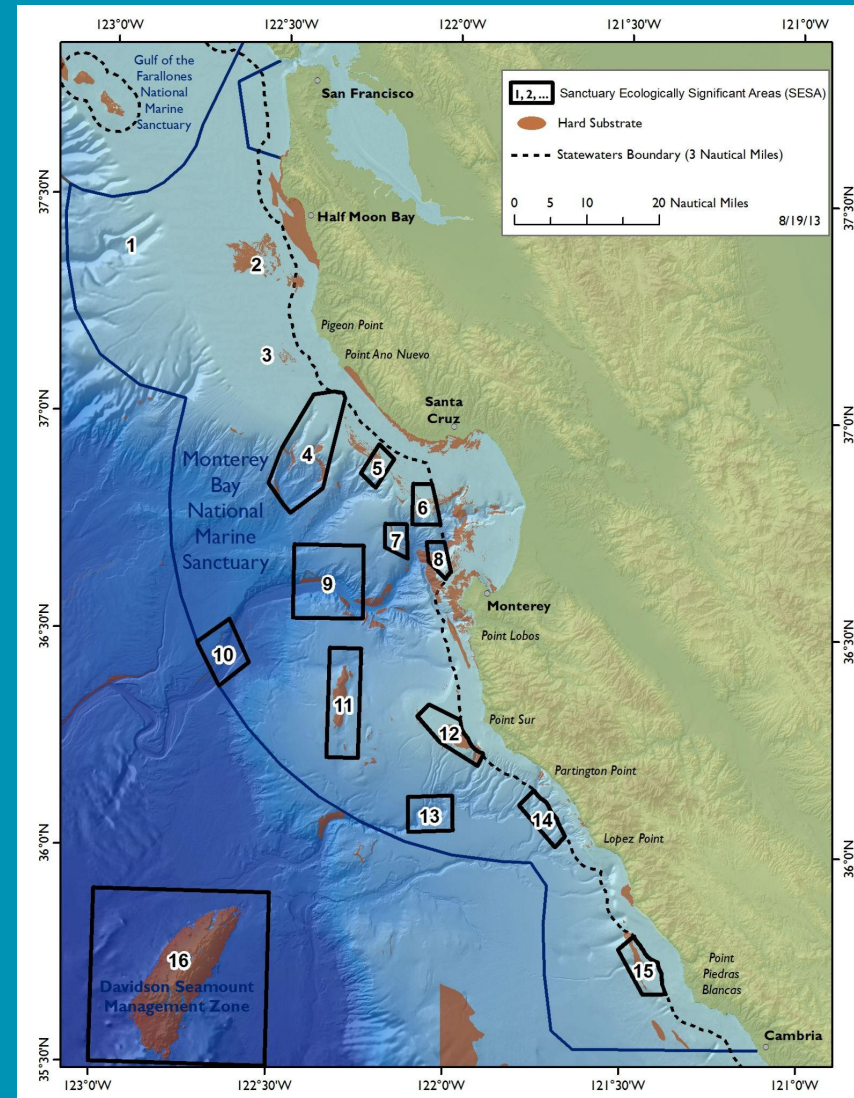 123°0'W 122°30'W 122°0'W 121°30'W 121°0'W
Gulf of the
Farallones
National
Marine
Sanctuary
San Francisco
1, 2, ... Sanctuary Ecologically Significant Areas (SESA)
Hard Substrate
Statewaters Boundary (3 Nautical Miles)
0 5 10 20 Nautical Miles
8/19/13
37°30'N
37°30'N
Half Moon Bay
1
2
Pigeon Point
3
Point Ano Nuevo
37°0'N
37°0'N
Santa
Cruz
4
5
Monterey
Bay
National
Marine
Sanctuary
6
7
8
9
Monterey
36°30'N
36°30'N
Point Lobos
10
11
Point Sur
12
Partington Point
13
14
Lopez Point
36°0'N
36°0'N
16
Davidson Seamount
Management Zone
15
Point
Piedras
Blancas
Cambria
35°30'N
123°0'W 122°30'W 122°0'W 121°30'W 121°0'W